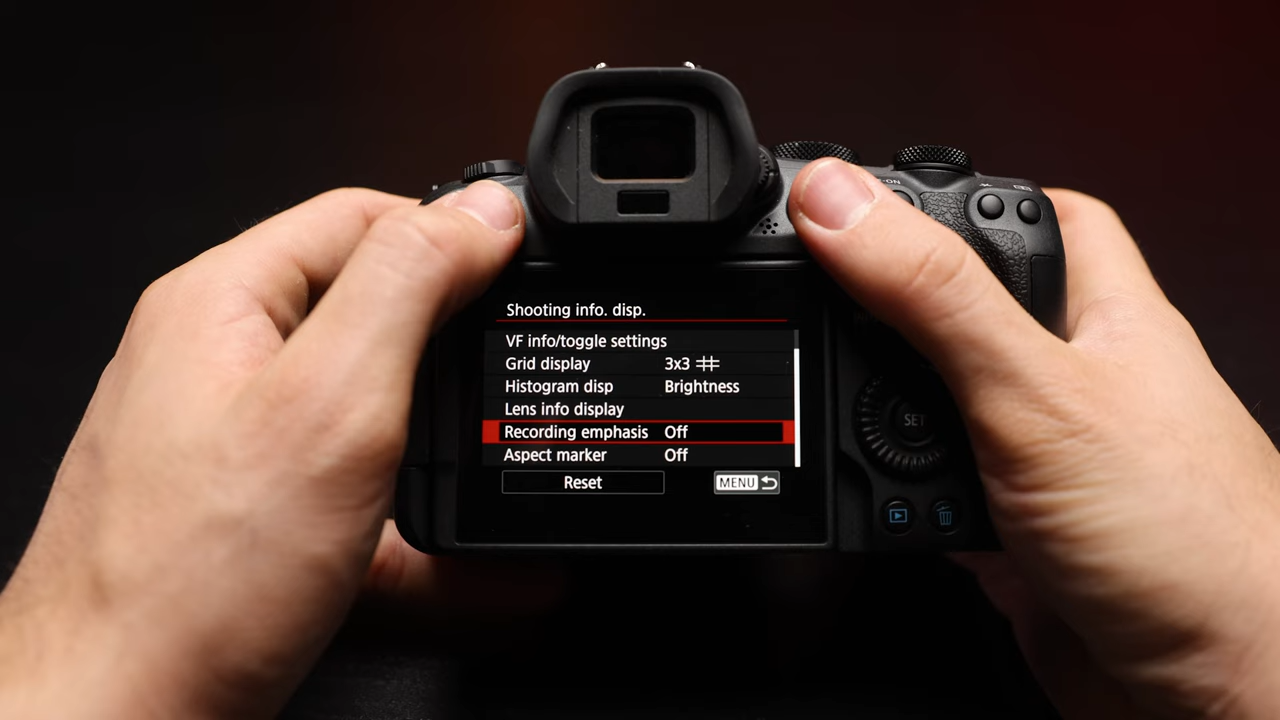 Shooting info. disp.
VF info/toggle settings
Grid display 3x3
Histogram disp Brightness
Lens info display
Recording emphasis Off
Aspect marker Off
Reset MENU
SET